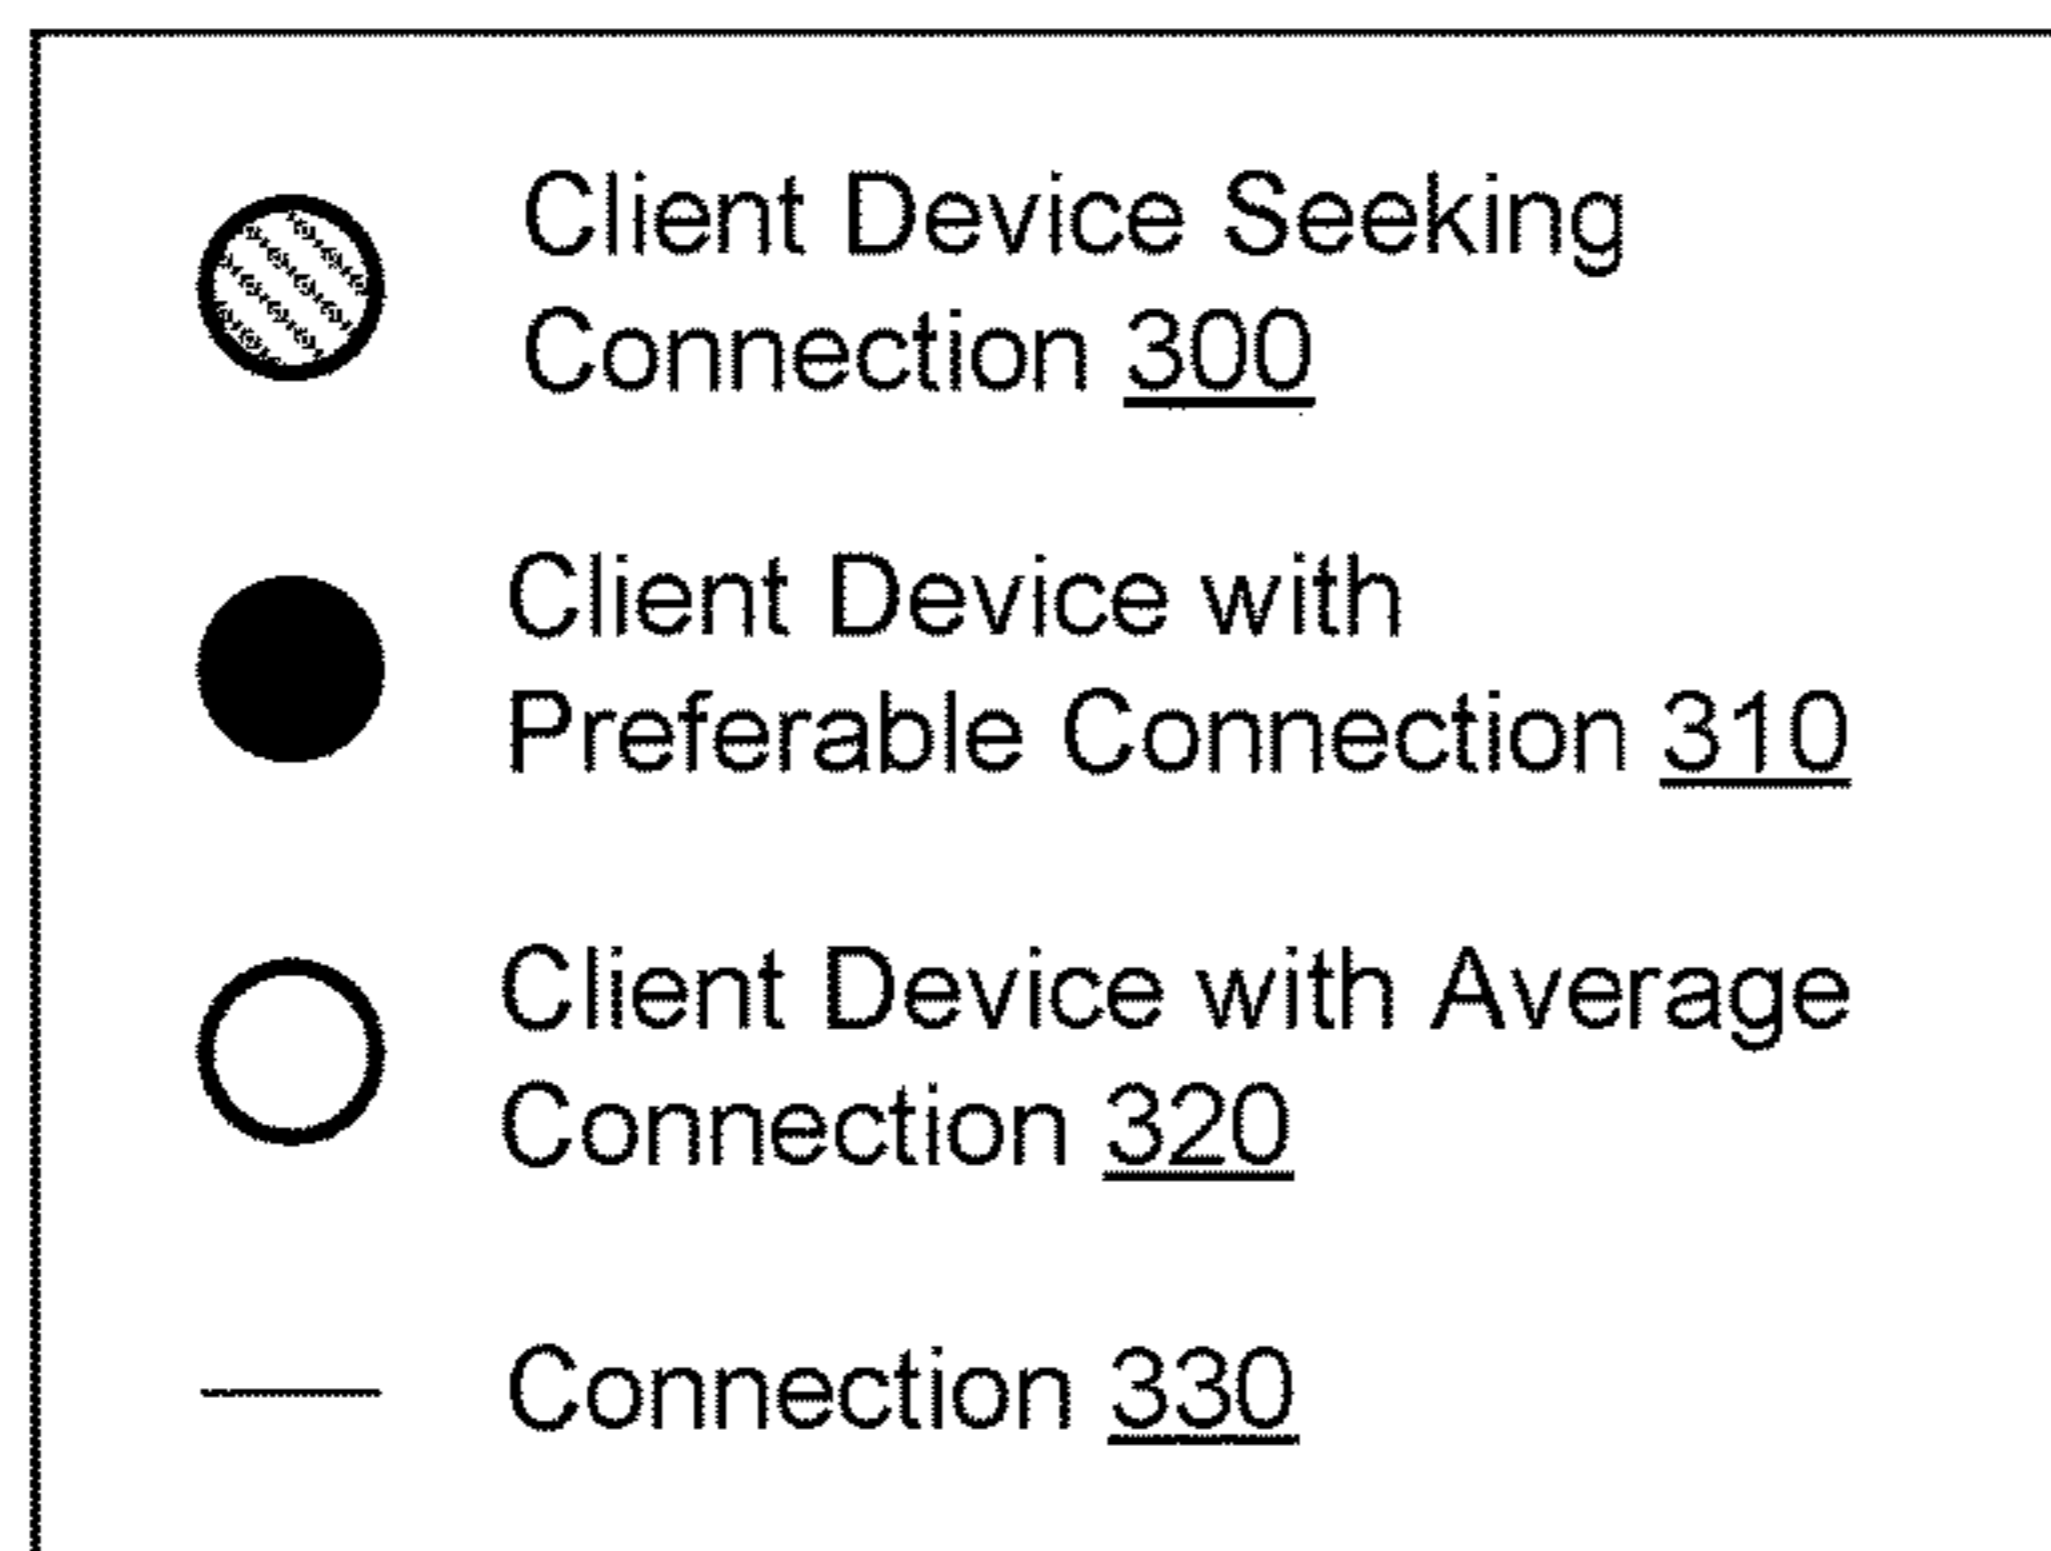 Client Device Seeking
Connection 300
Client Device with
Preferable Connection 310
Client Device with Average
Connection 320
Connection 330